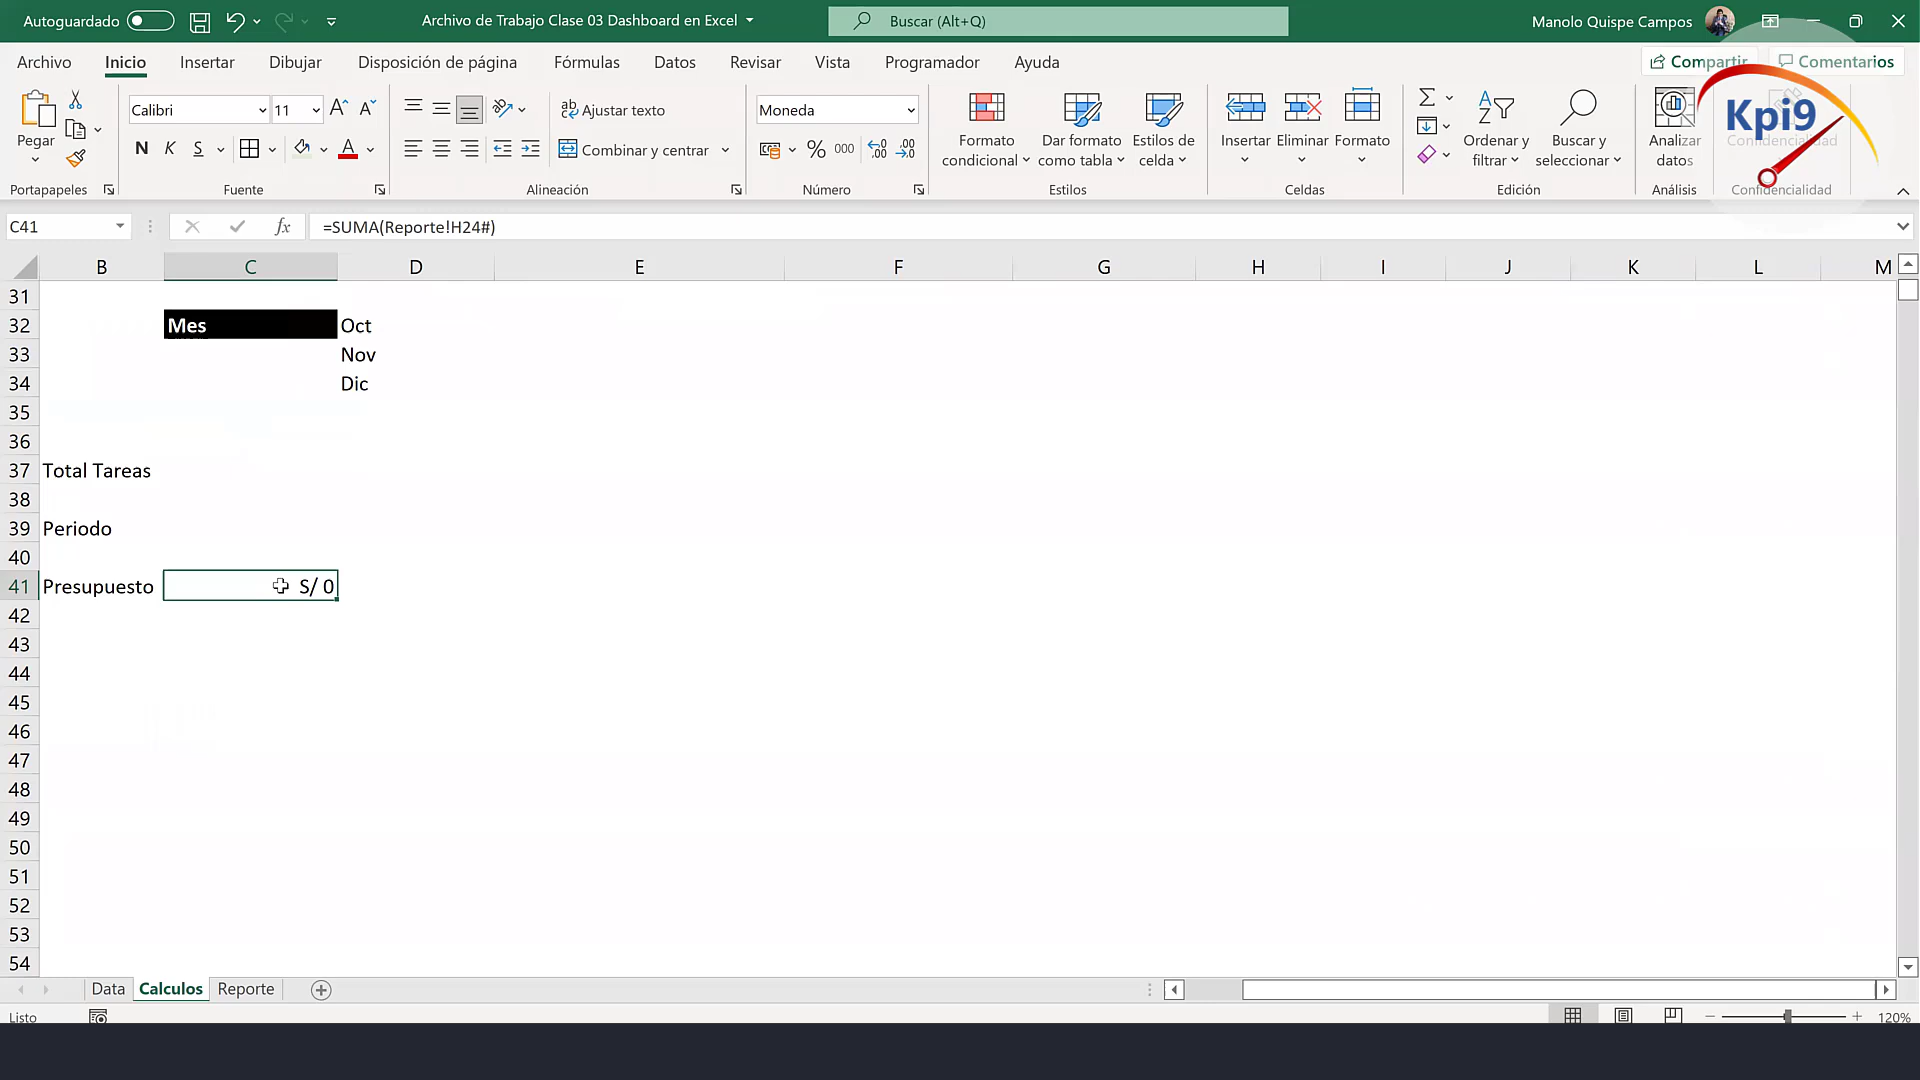 Autoguardado
Archivo de Trabajo Clase 03 Dashboard en Excel
Buscar (Alt+Q)
Manolo Quispe Campos
Archivo Inicio Insertar Dibujar Disposición de página Fórmulas Datos Revisar Vista Programador Ayuda
Compartir Comentarios
Pegar
Portapapeles
Calibri 11
N K S
Fuente
Ajustar texto
Combinar y centrar
Alineación
Moneda
% 000
Número
Formato condicional
Dar formato como tabla
Estilos de celda
Estilos
Insertar Eliminar Formato
Celdas
Ordenar y filtrar
Buscar y seleccionar
Edición
Analizar datos
Análisis
Confidencialidad
Confidencialidad
Kpi9
C41
fx
=SUMA(Reporte!H24#)
B C D E F G H I J K L M
31
32 Mes Oct
33 Nov
34 Dic
35
36
37 Total Tareas
38
39 Periodo
40
41 Presupuesto S/ 0
42
43
44
45
46
47
48
49
50
51
52
53
54
Data Calculos Reporte
Listo
120%